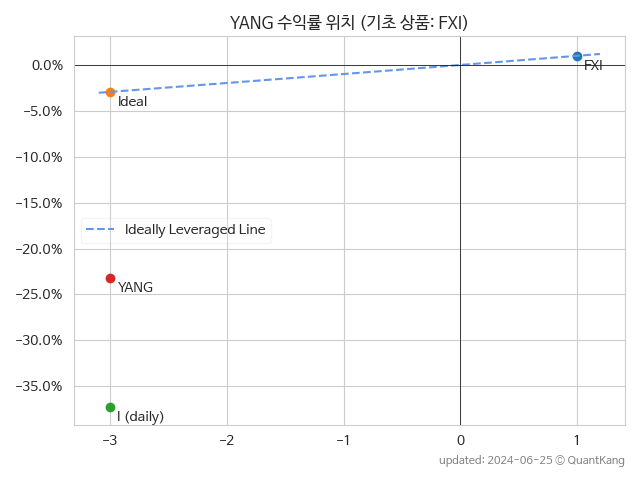 YANG 수익률 위치 (기초 상품: FXI)
0.0%
−5.0%
−10.0%
−15.0%
−20.0%
−25.0%
−30.0%
−35.0%
FXI
Ideal
Ideally Leveraged Line
YANG
I (daily)
−3
−2
−1
0
1
updated: 2024-06-25 © QuantKang